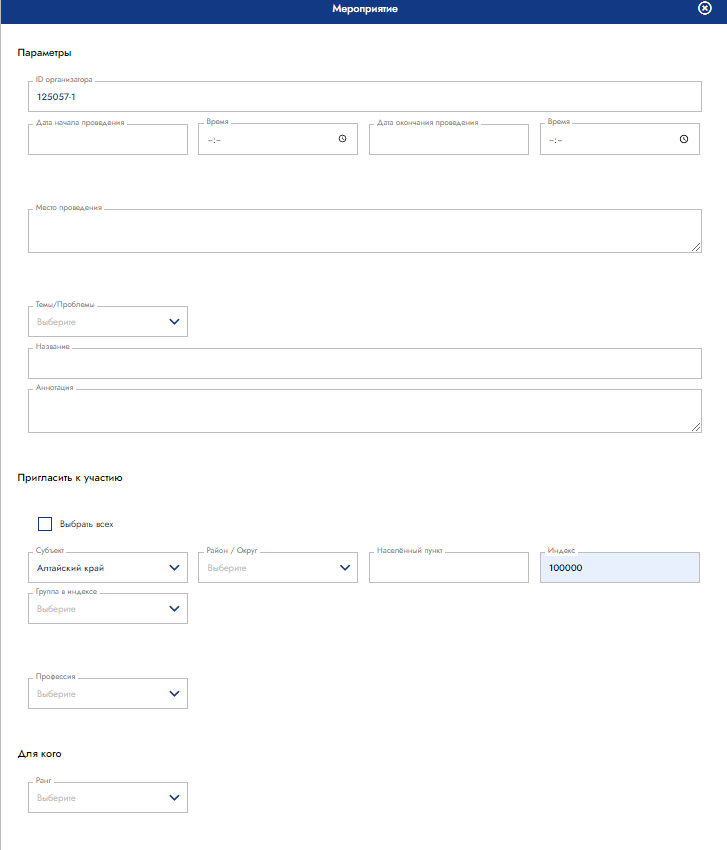 Мероприятие
Параметры
ID организатора
125057-1
Дата начала проведения Время Дата окончания проведения Время
--:-- --:--
Место проведения
Темы/Проблемы
Выберите
Название
Аннотация
Пригласить к участию
Выбрать всех
Субъект Район / Округ Населённый пункт Индекс
Алтайский край Выберите 100000
Группа в индексе
Выберите
Профессия
Выберите
Для кого
Ранг
Выберите